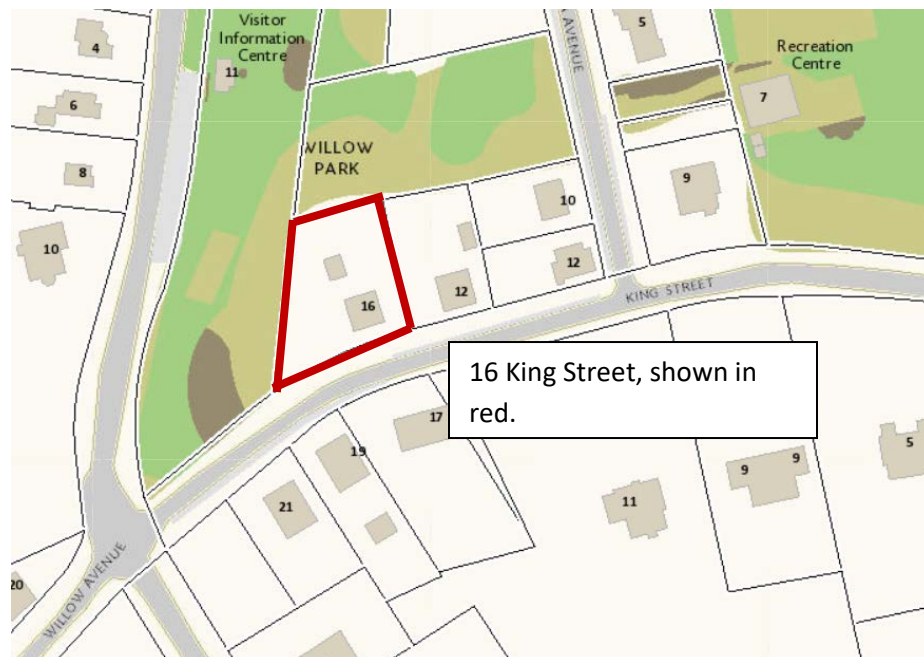 Visitor
Information
Centre
11
4
6
8
10
WILLOW
PARK
AVENUE
5
Recreation
Centre
7
9
10
12
12
16
KING STREET
16 King Street, shown in
red.
17
19
21
11
9
9
5
20
WILLOW AVENUE